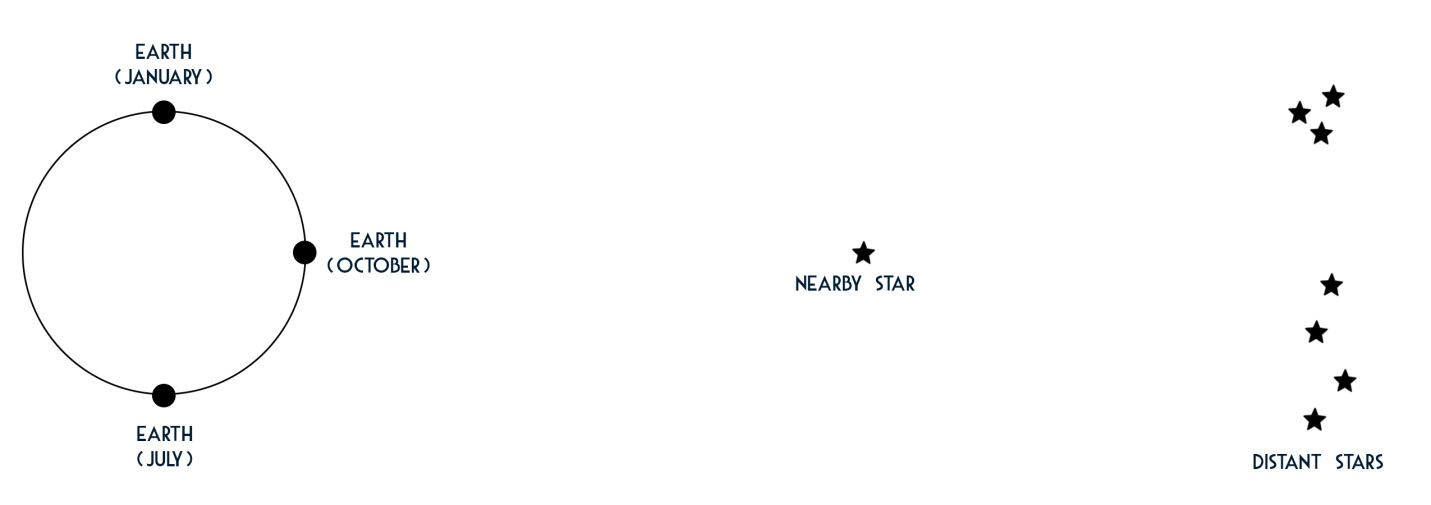 EARTH
(JANUARY)
EARTH
(OCTOBER)
NEARBY STAR
EARTH
(JULY)
DISTANT STARS